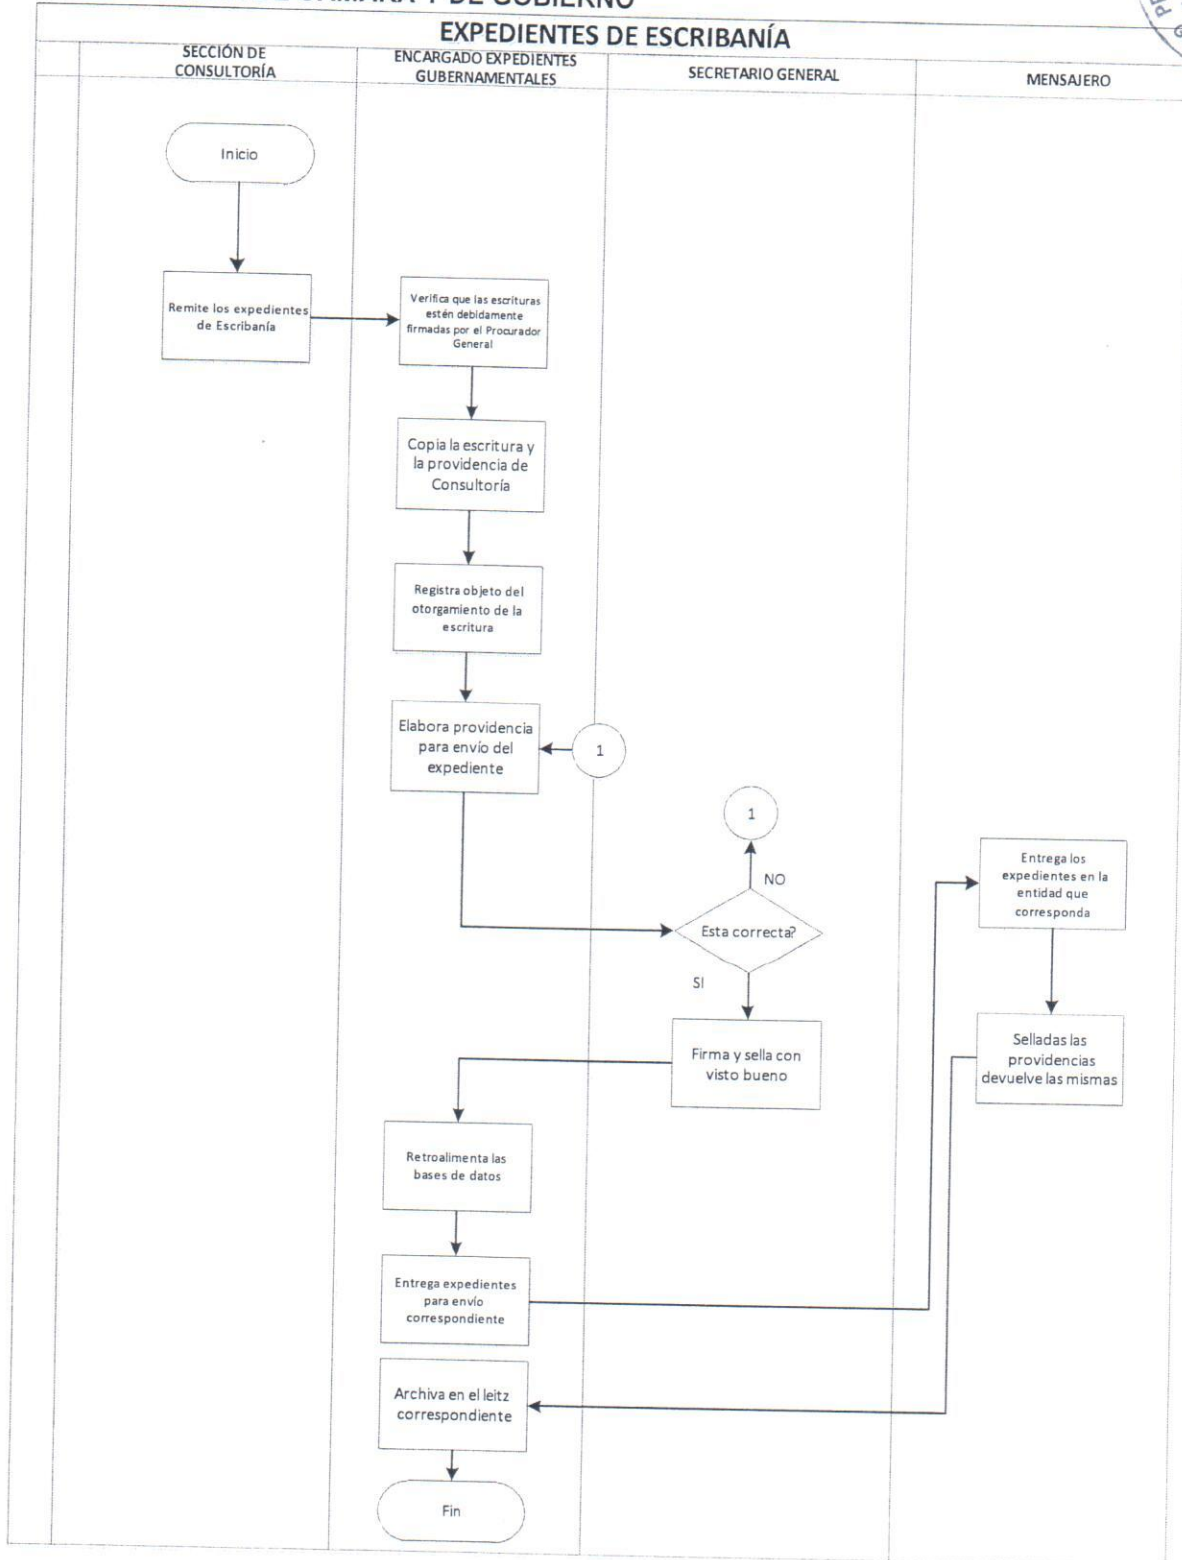 CÁMARA Y DE GOBIERNO
EXPEDIENTES DE ESCRIBANÍA
SECCIÓN DE
CONSULTORÍA
ENCARGADO EXPEDIENTES
GUBERNAMENTALES
SECRETARIO GENERAL
MENSAJERO
Inicio
Remite los expedientes
de Escribanía
Verifica que las escrituras
estén debidamente
firmadas por el Procurador
General
Copia la escritura y
la providencia de
Consultoría
Registra objeto del
otorgamiento de la
escritura
Elabora providencia
para envío del
expediente
1
1
NO
Esta correcta?
SI
Firma y sella con
visto bueno
Retroalimenta las
bases de datos
Entrega expedientes
para envío
correspondiente
Entrega los
expedientes en la
entidad que
corresponda
Selladas las
providencias
devuelve las mismas
Archiva en el leitz
correspondiente
Fin